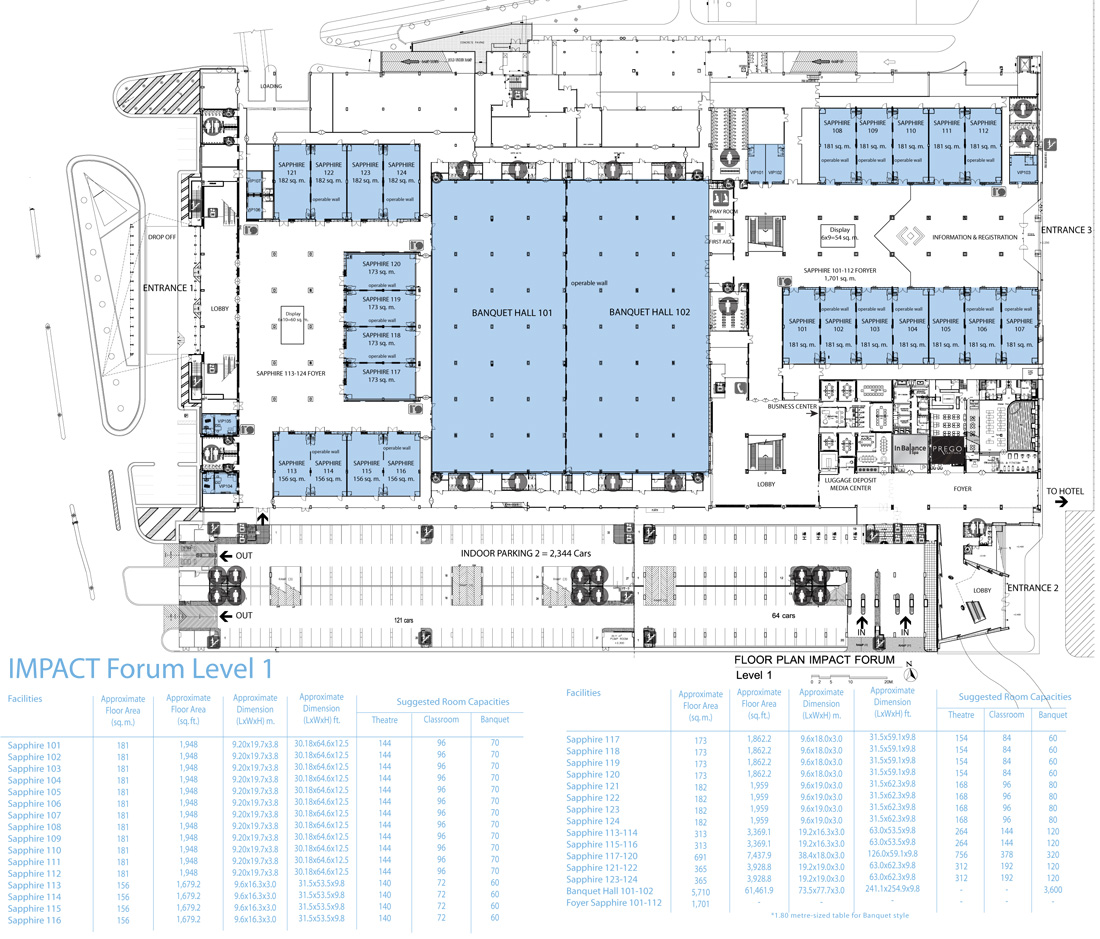 LOADING
SAPPHIRE
108
181 sq. m.
operable wall
SAPPHIRE
109
181 sq. m.
SAPPHIRE
110
181 sq. m.
operable wall
SAPPHIRE
111
181 sq. m.
SAPPHIRE
112
181 sq. m.
operable wall
SAPPHIRE
121
182 sq. m.
SAPPHIRE
122
182 sq. m.
operable wall
SAPPHIRE
123
182 sq. m.
SAPPHIRE
124
182 sq. m.
operable wall
VIP101
VIP102
VIP103
PRAY ROOM
FIRST AID
Display
6x9=54 sq. m.
INFORMATION & REGISTRATION
ENTRANCE 3
DROP OFF
ENTRANCE 1
LOBBY
SAPPHIRE 120
173 sq. m.
operable wall
SAPPHIRE 119
173 sq. m.
operable wall
SAPPHIRE 118
173 sq. m.
operable wall
SAPPHIRE 117
173 sq. m.
Display
6x10=60 sq. m.
SAPPHIRE 113-124 FOYER
BANQUET HALL 101
operable wall
BANQUET HALL 102
SAPPHIRE 101-112 FORYER
1,701 sq. m.
SAPPHIRE
101
181 sq. m.
SAPPHIRE
102
181 sq. m.
operable wall
SAPPHIRE
103
181 sq. m.
SAPPHIRE
104
181 sq. m.
operable wall
SAPPHIRE
105
181 sq. m.
SAPPHIRE
106
181 sq. m.
operable wall
SAPPHIRE
107
181 sq. m.
BUSINESS CENTER
In Balance
Spa
PREGO
VIP105
VIP104
SAPPHIRE
113
156 sq. m.
operable wall
SAPPHIRE
114
156 sq. m.
SAPPHIRE
115
156 sq. m.
operable wall
SAPPHIRE
116
156 sq. m.
LOBBY
LUGGAGE DEPOSIT
MEDIA CENTER
FOYER
TO HOTEL
OUT
INDOOR PARKING 2 = 2,344 Cars
OUT
121 cars
64 cars
IN
IN
LOBBY
ENTRANCE 2
FLOOR PLAN IMPACT FORUM
Level 1
N
0 2 5 10 20M
IMPACT Forum Level 1
Facilities
Approximate Floor Area (sq. m.)
Approximate Floor Area (sq. ft.)
Approximate Dimension (LxWxH) m.
Approximate Dimension (LxWxH) ft.
Suggested Room Capacities
Theatre Classroom Banquet
Sapphire 101 181 1,948 9.20x19.7x3.8 30.18x64.6x12.5 144 96 70
Sapphire 102 181 1,948 9.20x19.7x3.8 30.18x64.6x12.5 144 96 70
Sapphire 103 181 1,948 9.20x19.7x3.8 30.18x64.6x12.5 144 96 70
Sapphire 104 181 1,948 9.20x19.7x3.8 30.18x64.6x12.5 144 96 70
Sapphire 105 181 1,948 9.20x19.7x3.8 30.18x64.6x12.5 144 96 70
Sapphire 106 181 1,948 9.20x19.7x3.8 30.18x64.6x12.5 144 96 70
Sapphire 107 181 1,948 9.20x19.7x3.8 30.18x64.6x12.5 144 96 70
Sapphire 108 181 1,948 9.20x19.7x3.8 30.18x64.6x12.5 144 96 70
Sapphire 109 181 1,948 9.20x19.7x3.8 30.18x64.6x12.5 144 96 70
Sapphire 110 181 1,948 9.20x19.7x3.8 30.18x64.6x12.5 144 96 70
Sapphire 111 181 1,948 9.20x19.7x3.8 30.18x64.6x12.5 144 96 70
Sapphire 112 181 1,948 9.20x19.7x3.8 30.18x64.6x12.5 144 96 70
Sapphire 113 156 1,679.2 9.6x16.3x3.0 31.5x53.5x9.8 140 72 60
Sapphire 114 156 1,679.2 9.6x16.3x3.0 31.5x53.5x9.8 140 72 60
Sapphire 115 156 1,679.2 9.6x16.3x3.0 31.5x53.5x9.8 140 72 60
Sapphire 116 156 1,679.2 9.6x16.3x3.0 31.5x53.5x9.8 140 72 60
Facilities
Approximate Floor Area (sq. m.)
Approximate Floor Area (sq. ft.)
Approximate Dimension (LxWxH) m.
Approximate Dimension (LxWxH) ft.
Suggested Room Capacities
Theatre Classroom Banquet
Sapphire 117 173 1,862.2 9.6x18.0x3.0 31.5x59.1x9.8 154 84 60
Sapphire 118 173 1,862.2 9.6x18.0x3.0 31.5x59.1x9.8 154 84 60
Sapphire 119 173 1,862.2 9.6x18.0x3.0 31.5x59.1x9.8 154 84 60
Sapphire 120 173 1,862.2 9.6x18.0x3.0 31.5x59.1x9.8 154 84 60
Sapphire 121 182 1,959 9.6x19.0x3.0 31.5x62.3x9.8 168 96 80
Sapphire 122 182 1,959 9.6x19.0x3.0 31.5x62.3x9.8 168 96 80
Sapphire 123 182 1,959 9.6x19.0x3.0 31.5x62.3x9.8 168 96 80
Sapphire 124 182 1,959 9.6x19.0x3.0 31.5x62.3x9.8 168 96 80
Sapphire 113-114 313 3,369.1 19.2x16.3x3.0 63.0x53.5x9.8 264 144 120
Sapphire 115-116 313 3,369.1 19.2x16.3x3.0 63.0x53.5x9.8 264 144 120
Sapphire 117-120 691 7,437.9 38.4x18.0x3.0 126.0x59.1x9.8 756 378 320
Sapphire 121-122 365 3,928.8 19.2x19.0x3.0 63.0x62.3x9.8 312 192 120
Sapphire 123-124 365 3,928.8 19.2x19.0x3.0 63.0x62.3x9.8 312 192 120
Banquet Hall 101-102 5,710 61,461.9 73.5x77.7x3.0 241.1x254.9x9.8 - - 3,600
Foyer Sapphire 101-112 1,701 - - - - - -
*1.80 metre-sized table for Banquet style